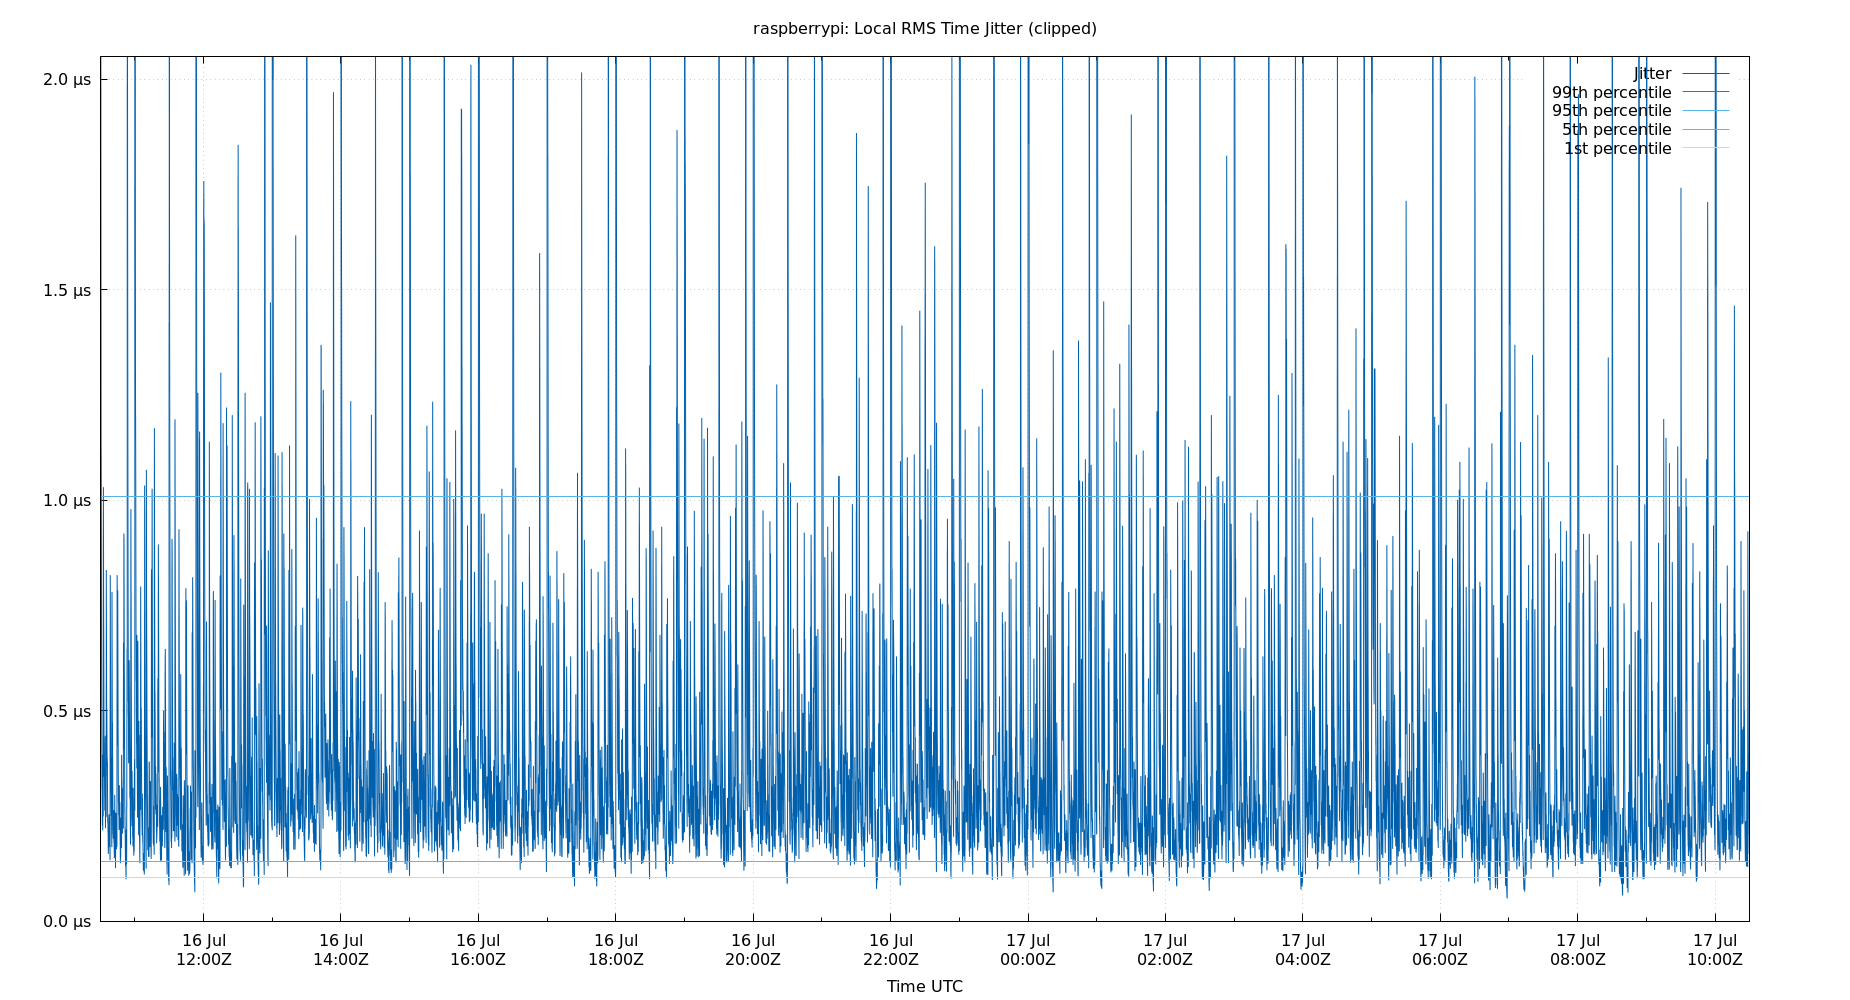 raspberrypi: Local RMS Time Jitter (clipped)
2.0 µs
1.5 µs
1.0 µs
0.5 µs
0.0 µs
Jitter
99th percentile
95th percentile
5th percentile
1st percentile
16 Jul 16 Jul 16 Jul 16 Jul 16 Jul 16 Jul 17 Jul 17 Jul 17 Jul 17 Jul 17 Jul 17 Jul
12:00Z 14:00Z 16:00Z 18:00Z 20:00Z 22:00Z 00:00Z 02:00Z 04:00Z 06:00Z 08:00Z 10:00Z
Time UTC